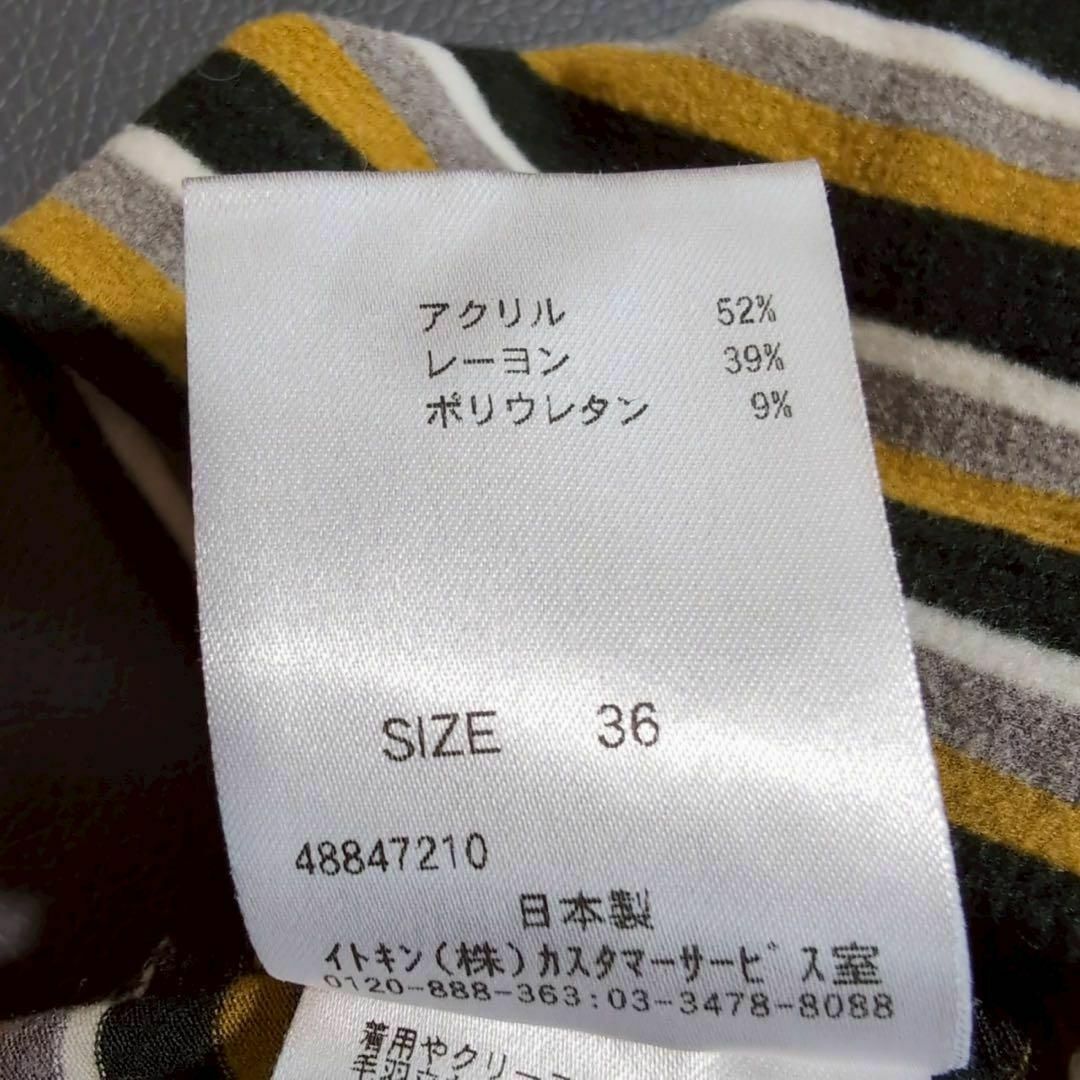 アクリル 52%
レーヨン 39%
ポリウレタン 9%
SIZE 36
48847210
日本製
イトキン(株)カスタマーサービス室
0120-888-363:03-3478-8088
着用やクリー